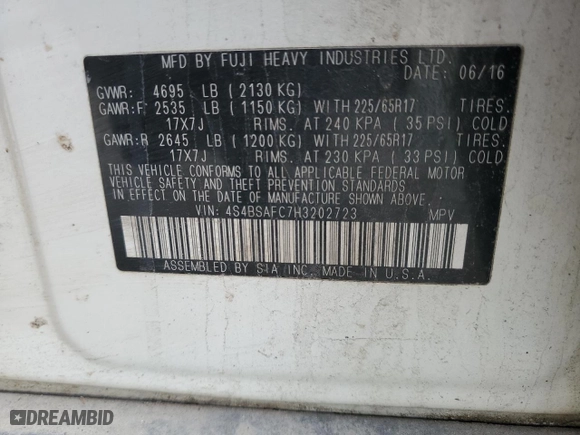 MFD BY FUJI HEAVY INDUSTRIES LTD.
DATE: 06/16
GVWR: 4695 LB (2130 KG)
GAWR:F 2535 LB (1150 KG) WITH 225/65R17 TIRES.
17X7J RIMS. AT 240 KPA (35 PSI) COLD
GAWR:R 2645 LB (1200 KG) WITH 225/65R17 TIRES.
17X7J RIMS. AT 230 KPA (33 PSI) COLD
THIS VEHICLE CONFORMS TO ALL APPLICABLE FEDERAL MOTOR
VEHICLE SAFETY AND THEFT PREVENTION STANDARDS
IN EFFECT ON THE DATE OF MANUFACTURE SHOWN ABOVE
VIN: 4S4BSAFC7H3202723 MPV
ASSEMBLED BY SIA INC. MADE IN U.S.A.
DREAMBID